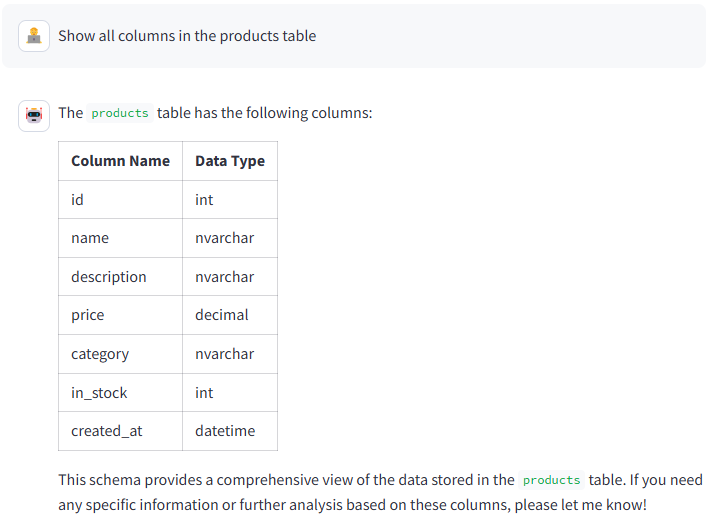 Show all columns in the products table
The products table has the following columns:
Column Name Data Type
id int
name nvarchar
description nvarchar
price decimal
category nvarchar
in_stock int
created_at datetime
This schema provides a comprehensive view of the data stored in the products table. If you need
any specific information or further analysis based on these columns, please let me know!